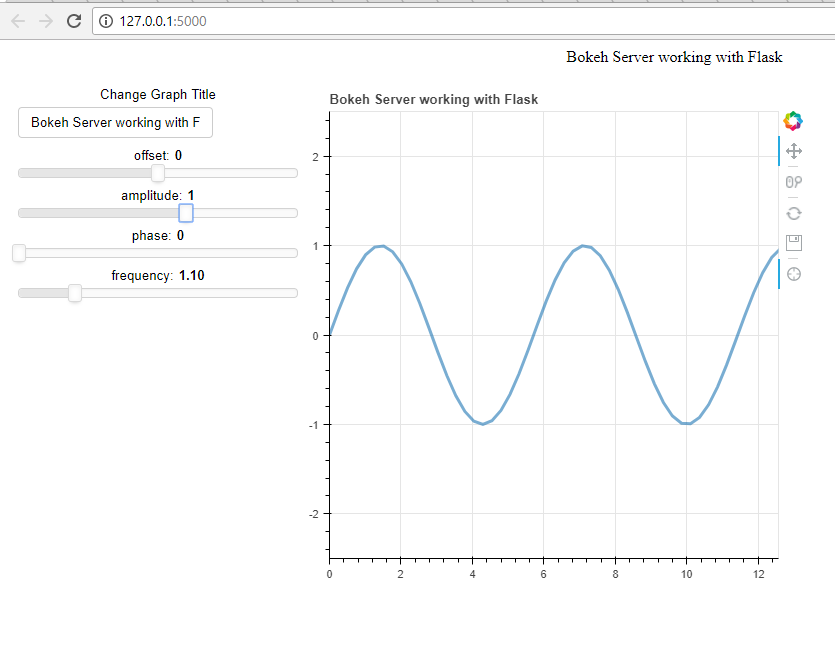 127.0.0.1:5000
Bokeh Server working with Flask
Change Graph Title
Bokeh Server working with F
offset: 0
amplitude: 1
phase: 0
frequency: 1.10
Bokeh Server working with Flask
2
1
0
-1
-2
0 2 4 6 8 10 12